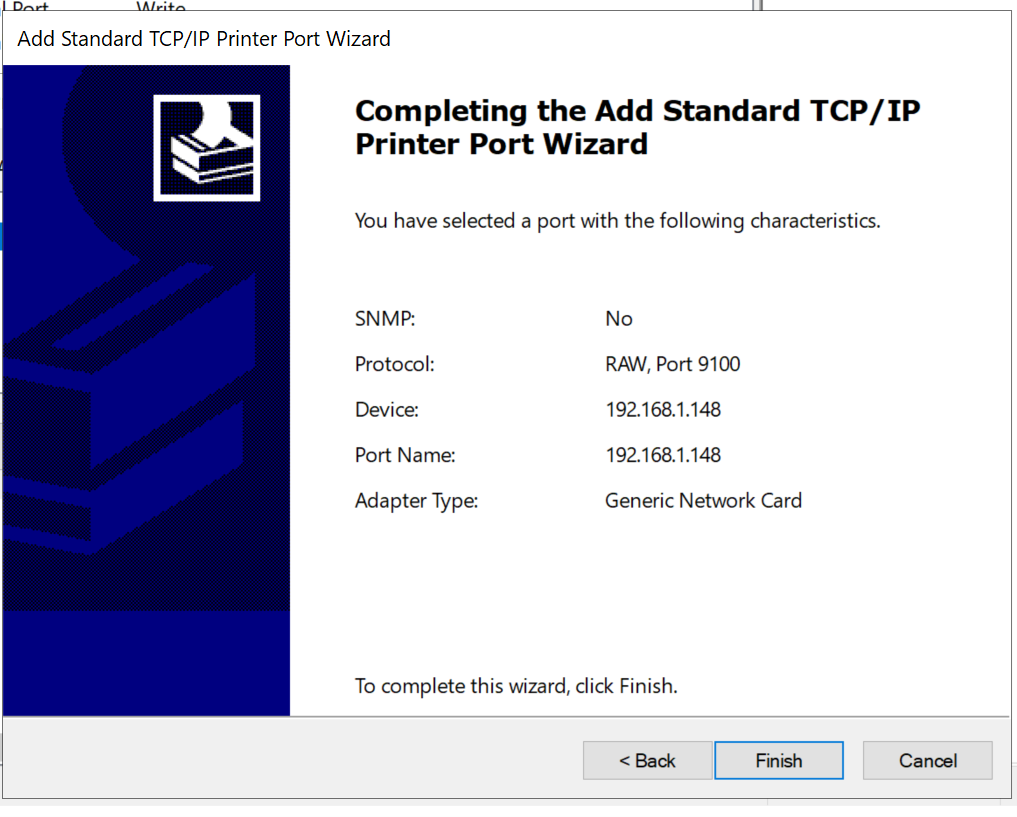 Port Write
Add Standard TCP/IP Printer Port Wizard
Completing the Add Standard TCP/IP
Printer Port Wizard
You have selected a port with the following characteristics.
SNMP: No
Protocol: RAW, Port 9100
Device: 192.168.1.148
Port Name: 192.168.1.148
Adapter Type: Generic Network Card
To complete this wizard, click Finish.
< Back Finish Cancel